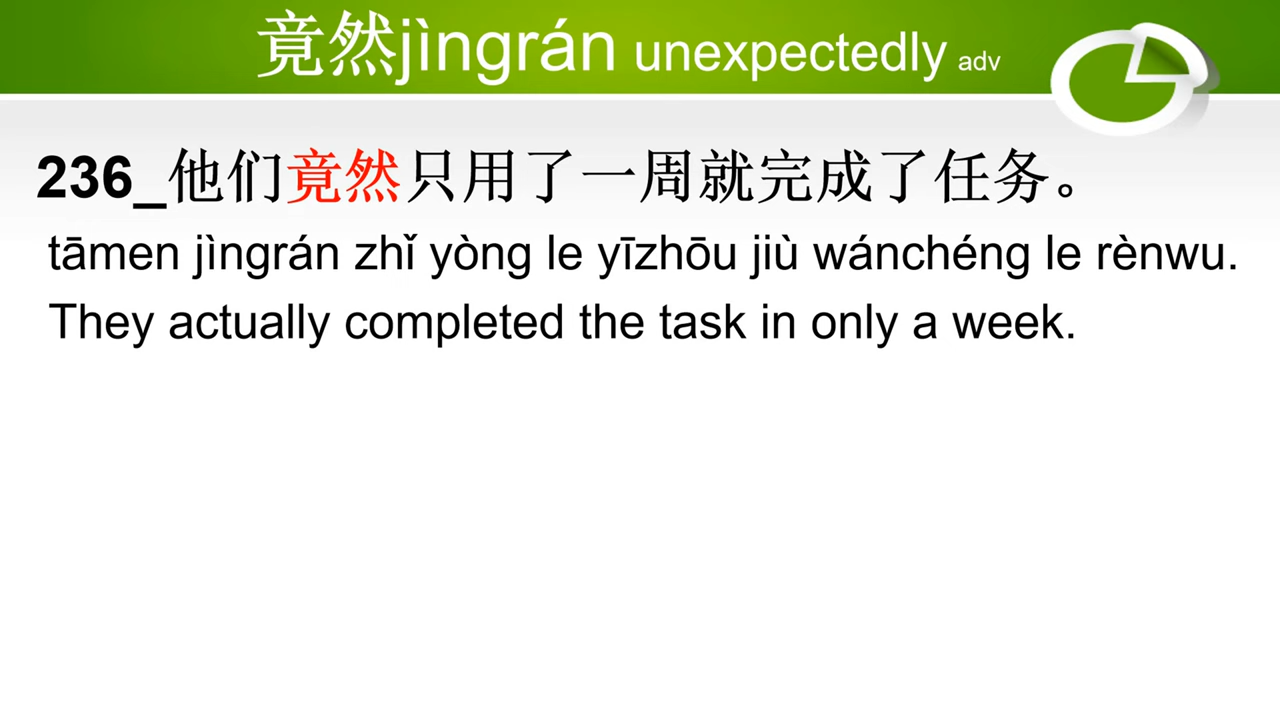 竟然jìngrán unexpectedly adv
236_他们竟然只用了一周就完成了任务。
tāmen jìngrán zhǐ yòng le yīzhōu jiù wánchéng le rènwu.
They actually completed the task in only a week.